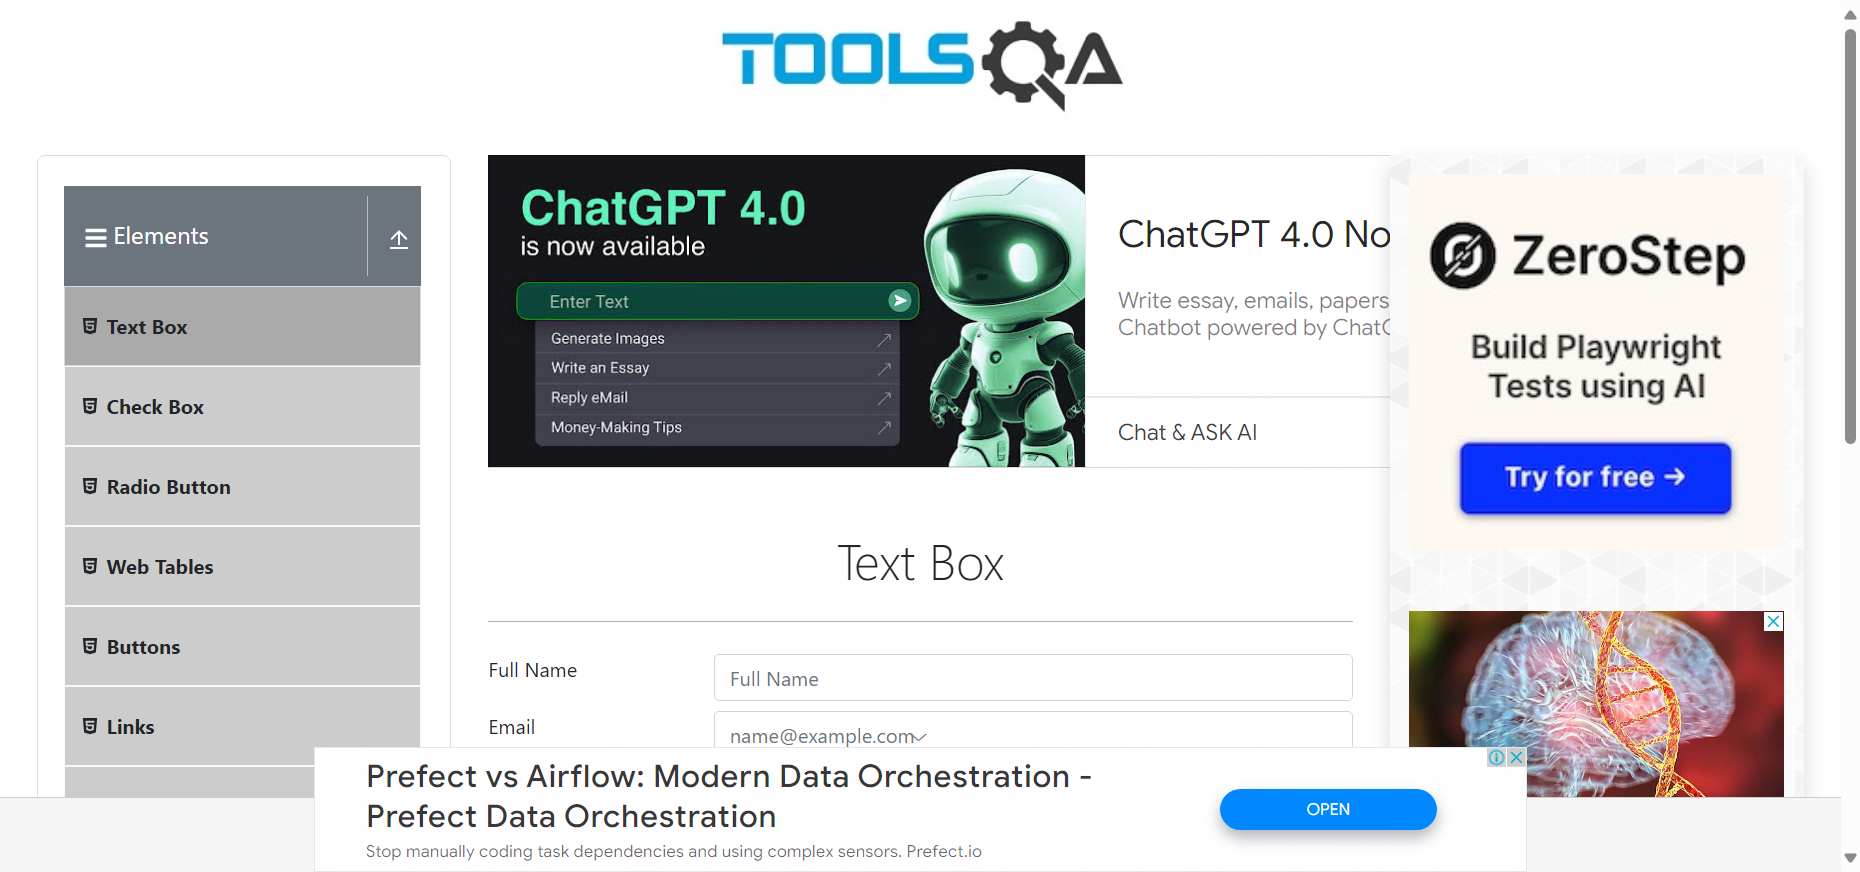 TOOLSQA
Elements
Text Box
Check Box
Radio Button
Web Tables
Buttons
Links
ChatGPT 4.0
is now available
Enter Text
Generate Images
Write an Essay
Reply eMail
Money-Making Tips
ChatGPT 4.0 No
Write essay, emails, papers
Chatbot powered by Chat
Chat & ASK AI
ZeroStep
Build Playwright
Tests using AI
Try for free →
Text Box
Full Name
Full Name
Email
name@example.com
Prefect vs Airflow: Modern Data Orchestration -
Prefect Data Orchestration
Stop manually coding task dependencies and using complex sensors. Prefect.io
OPEN